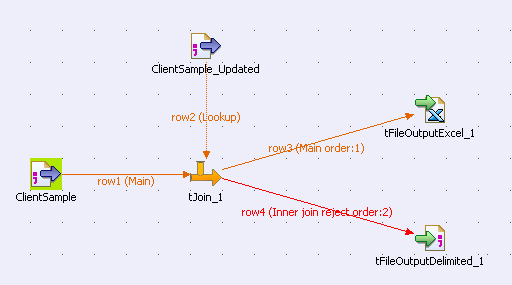 ClientSample_Updated
row2 (Lookup)
tFileOutputExcel_1
row3 (Main order:1)
row1 (Main)
ClientSample
tJoin_1
row4 (Inner join reject order:2)
tFileOutputDelimited_1